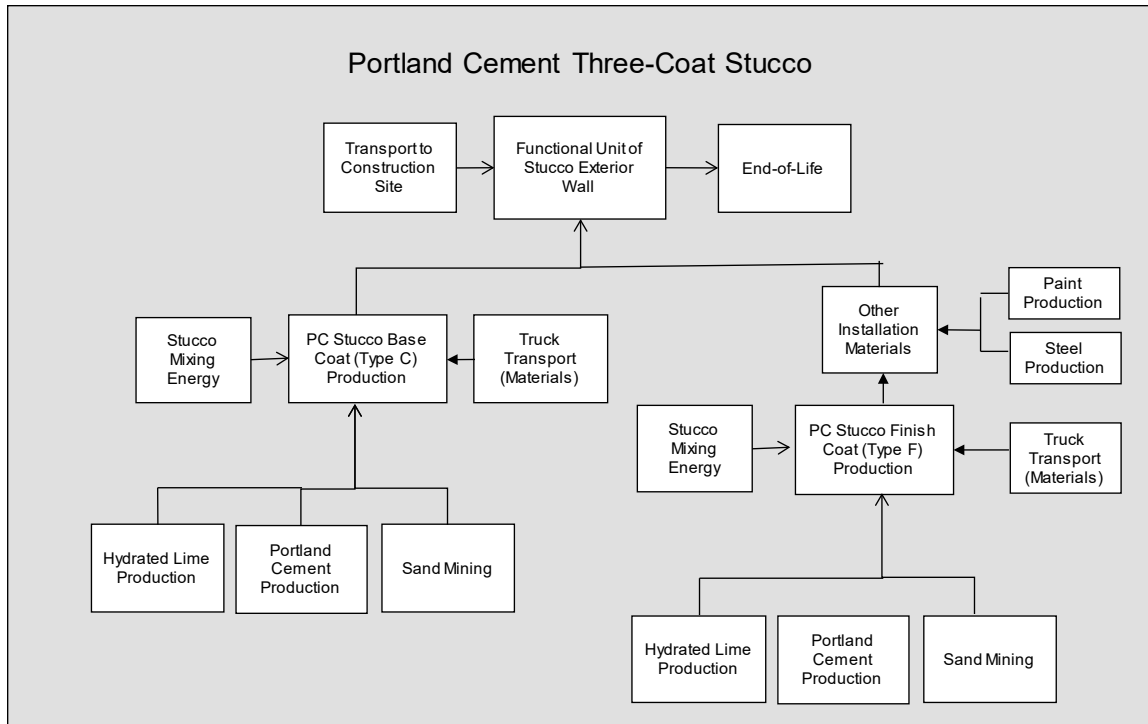 Portland Cement Three-Coat Stucco
Transport to
Construction
Site
Functional Unit of
Stucco Exterior
Wall
End-of-Life
Stucco
Mixing
Energy
PC Stucco Base
Coat (Type C)
Production
Truck
Transport
(Materials)
Other
Installation
Materials
Paint
Production
Steel
Production
Stucco
Mixing
Energy
PC Stucco Finish
Coat (Type F)
Production
Truck
Transport
(Materials)
Hydrated Lime
Production
Portland
Cement
Production
Sand Mining
Hydrated Lime
Production
Portland
Cement
Production
Sand Mining